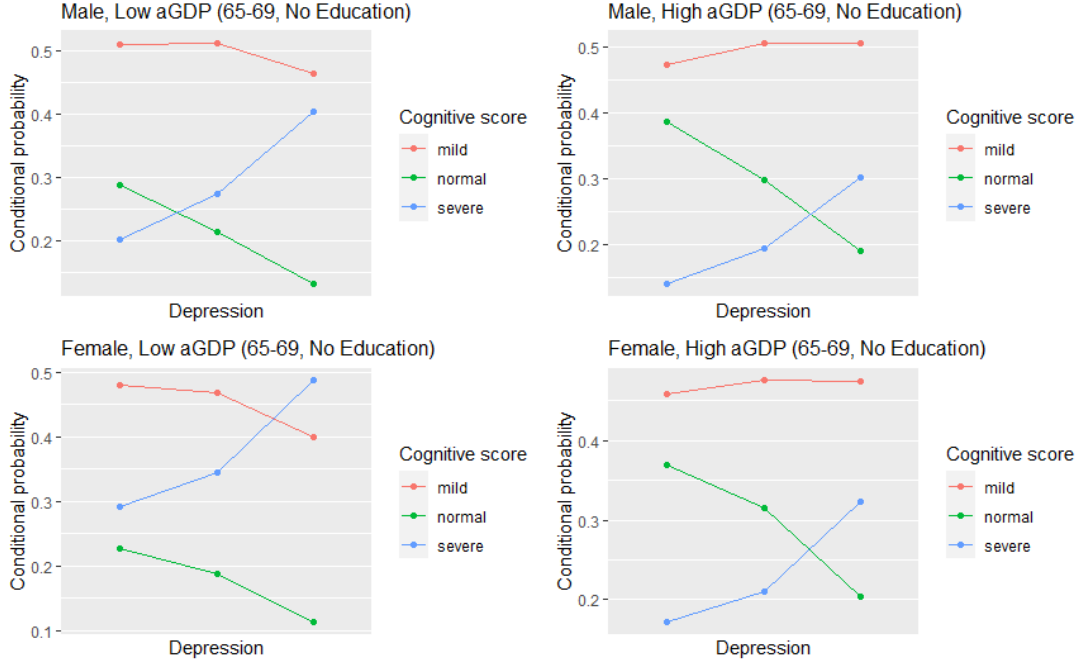 Male, Low aGDP (65-69, No Education)
Conditional probability
0.5
0.4
0.3
0.2
Depression
Cognitive score
mild
normal
severe
Male, High aGDP (65-69, No Education)
Conditional probability
0.5
0.4
0.3
0.2
Depression
Cognitive score
mild
normal
severe
Female, Low aGDP (65-69, No Education)
Conditional probability
0.5
0.4
0.3
0.2
0.1
Depression
Cognitive score
mild
normal
severe
Female, High aGDP (65-69, No Education)
Conditional probability
0.4
0.3
0.2
Depression
Cognitive score
mild
normal
severe